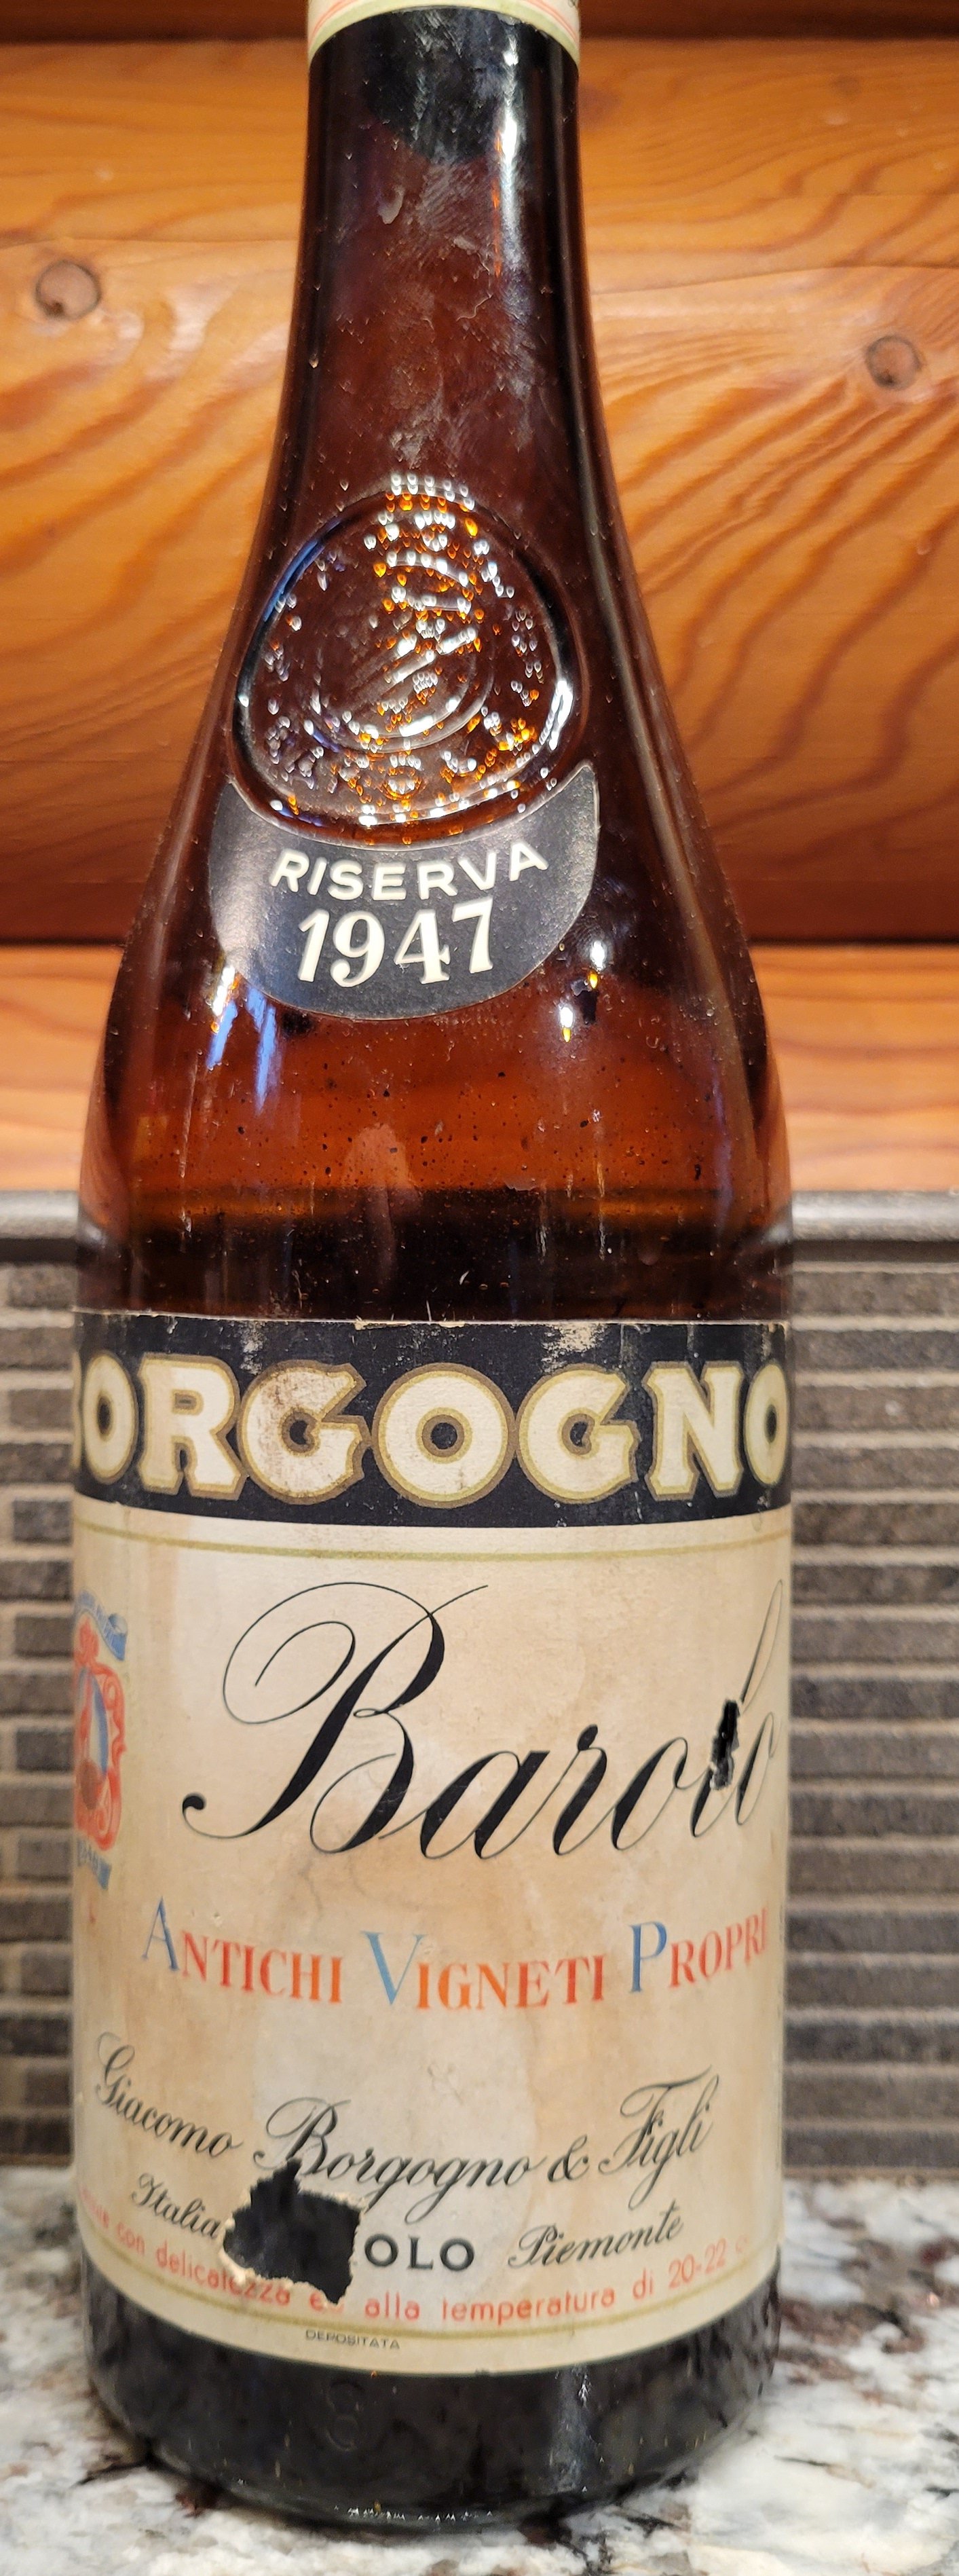 RISERVA
1947
BORGOGNO
Barolo
ANTICHI VIGNETI PROPRI
Giacomo Borgogno & Figli
Italia OLO Piemonte
con delicatezza ed alla temperatura di 20-22
DEPOSITATA